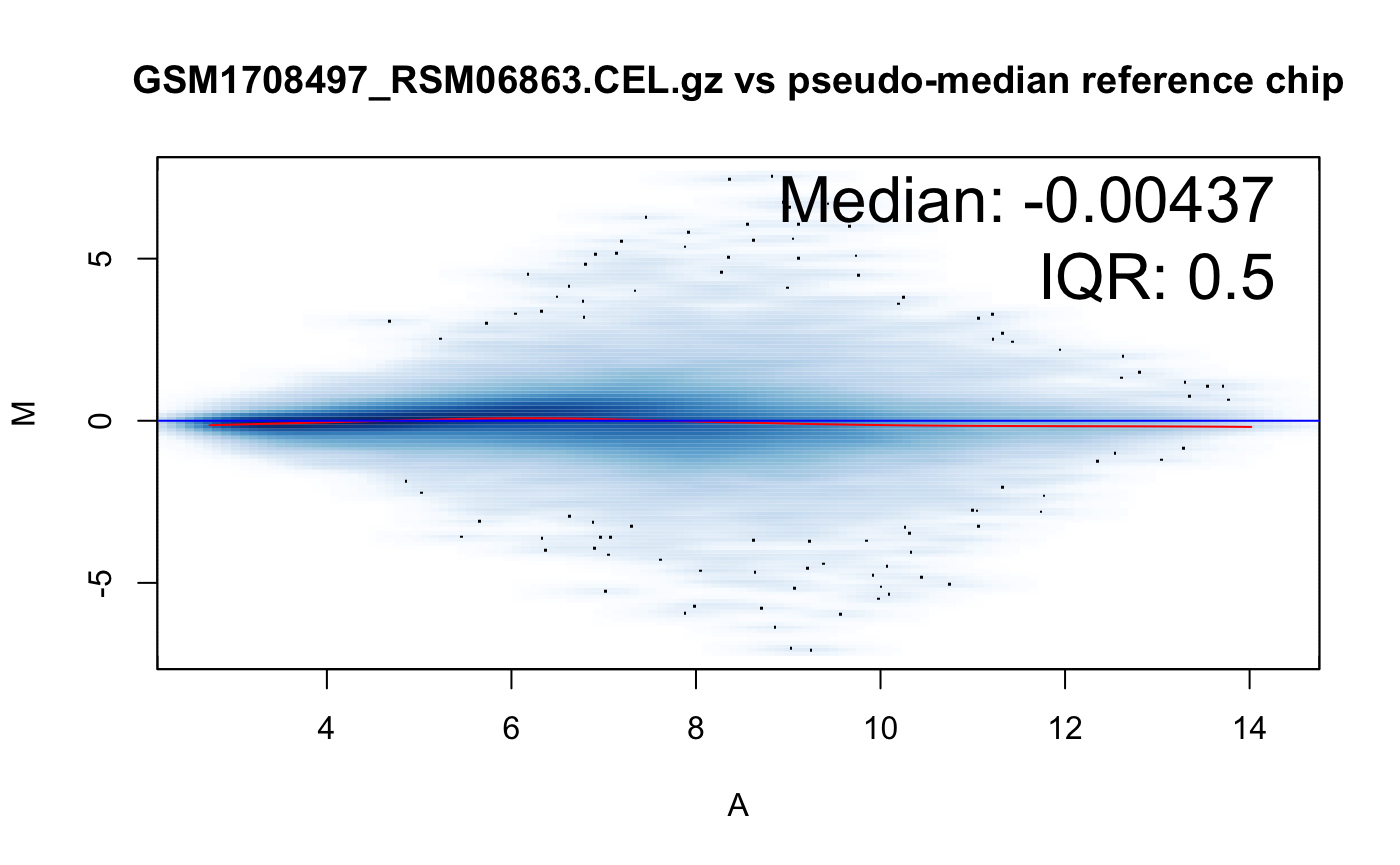 GSM1708497_RSM06863.CEL.gz vs pseudo-median reference chip
Median: -0.00437
IQR: 0.5
M
5
0
-5
4 6 8 10 12 14
A